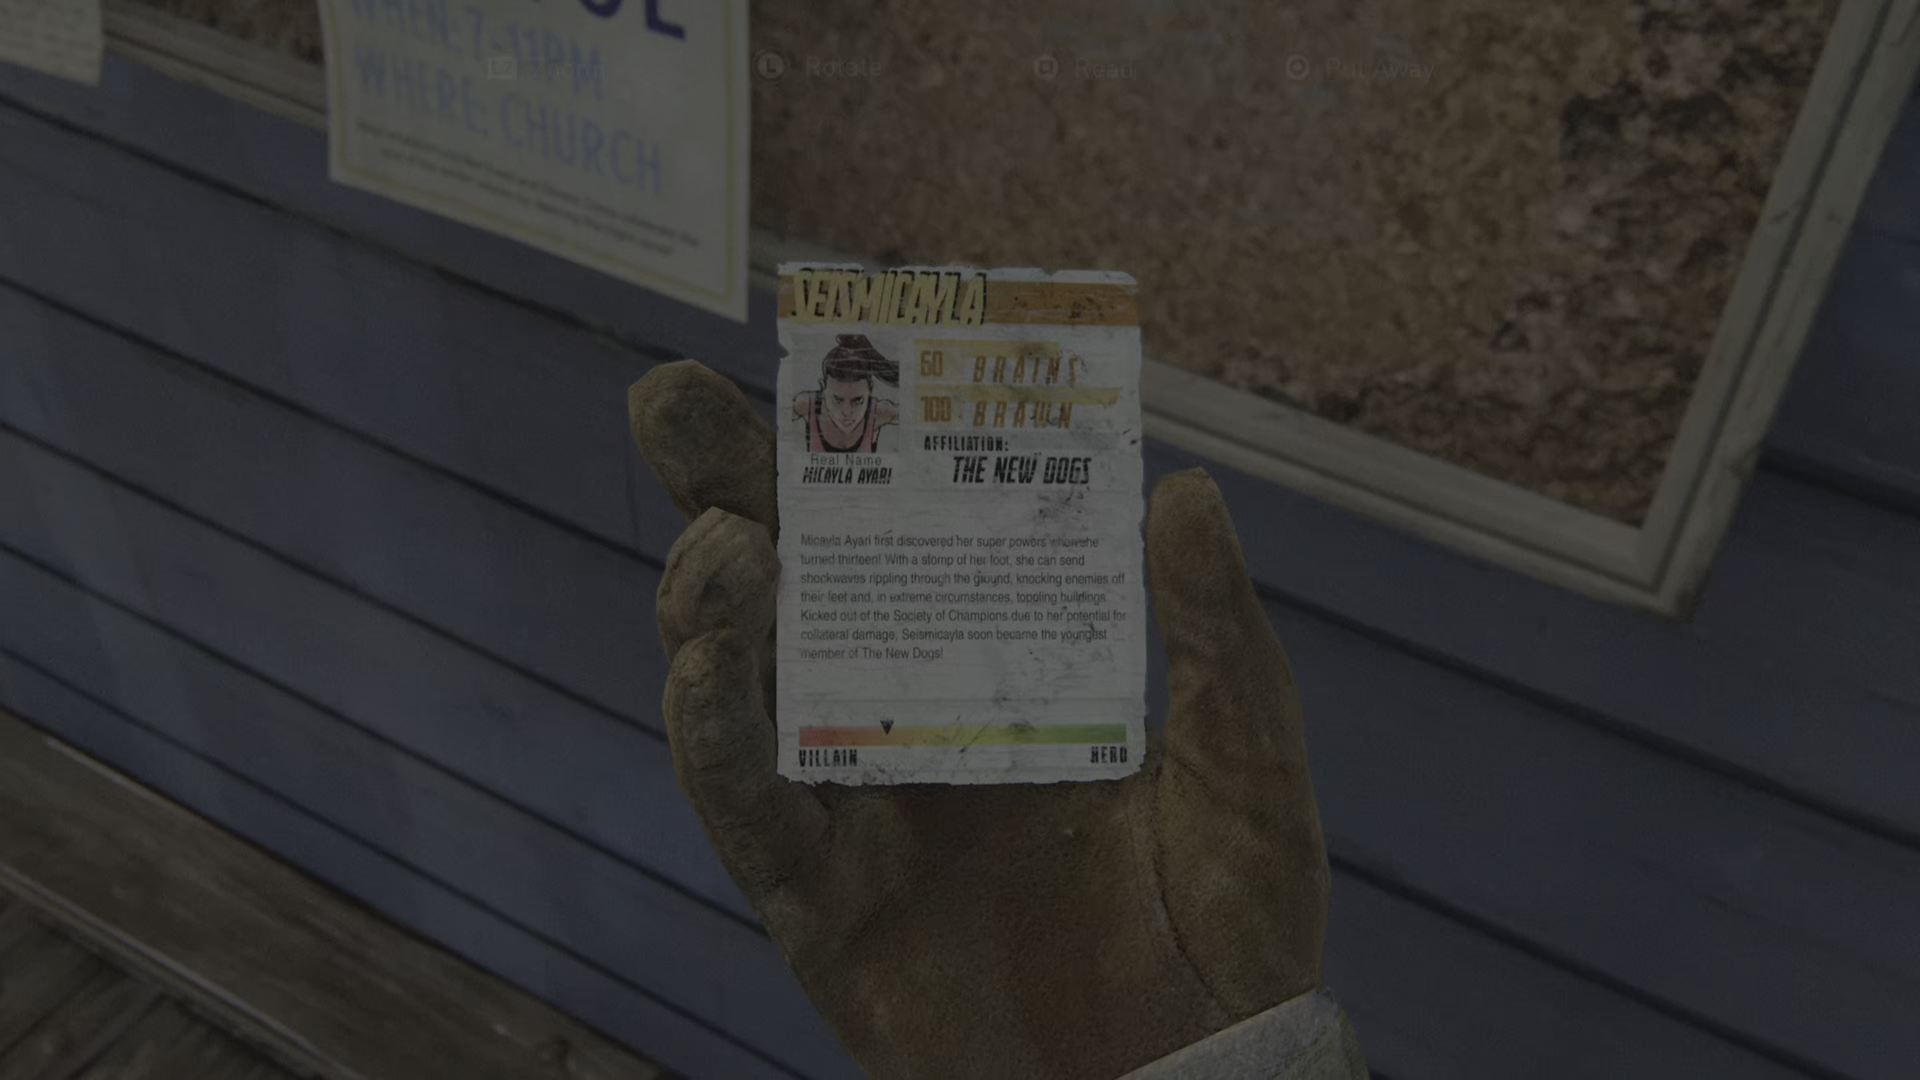 WHEN: 7-11PM
WHERE: CHURCH
L2
L Rotate
Read
Put Away
SEISMICAYLA
60 BRAINS
100 BRAWN
AFFILIATION:
THE NEW DOGS
Real Name
MICAYLA AYARI
Micayla Ayari first discovered her super powers when she
turned thirteen! With a stomp of her foot, she can send
shockwaves rippling through the ground, knocking enemies off
their feet and, in extreme circumstances, toppling buildings.
Kicked out of the Society of Champions due to her potential for
collateral damage, Seismicayla soon became the youngest
member of The New Dogs!
VILLAIN
HERO